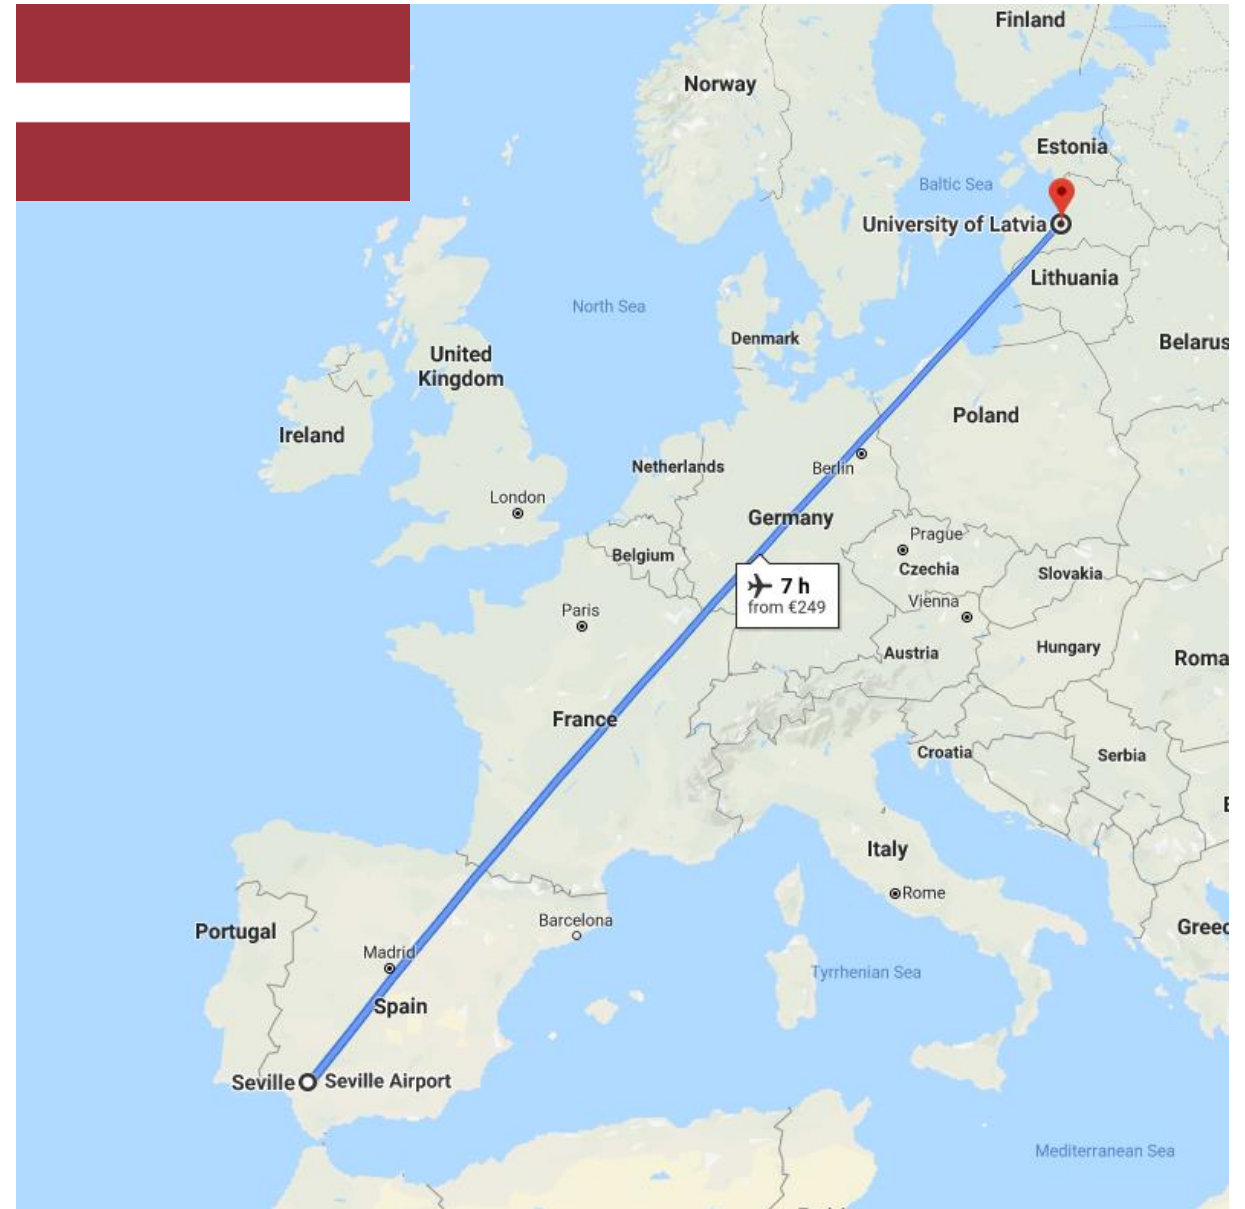 Finland
Norway
Estonia
Baltic Sea
University of Latvia
Lithuania
North Sea
Denmark
Belarus
United
Kingdom
Poland
Ireland
Netherlands
Berlin
London
Germany
Prague
Belgium
Czechia
Slovakia
7 h
from €249
Paris
Vienna
Hungary
Austria
Roma
France
Croatia
Serbia
Italy
Rome
Barcelona
Portugal
Greec
Madrid
Tyrrhenian Sea
Spain
Seville
Seville Airport
Mediterranean Sea